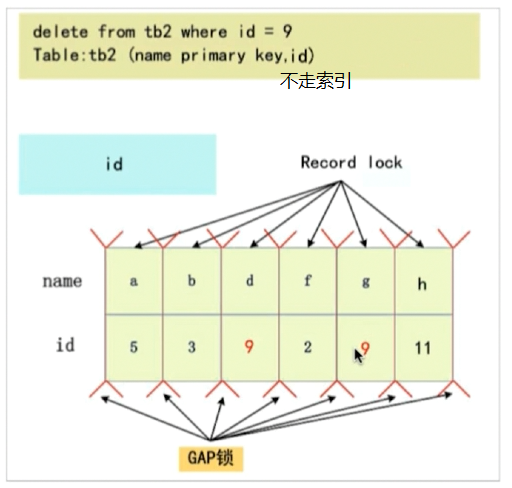 delete from tb2 where id = 9
Table:tb2 (name primary key,id)
不走索引
id
Record lock
name a b d f g h
id 5 3 9 2 9 11
GAP锁